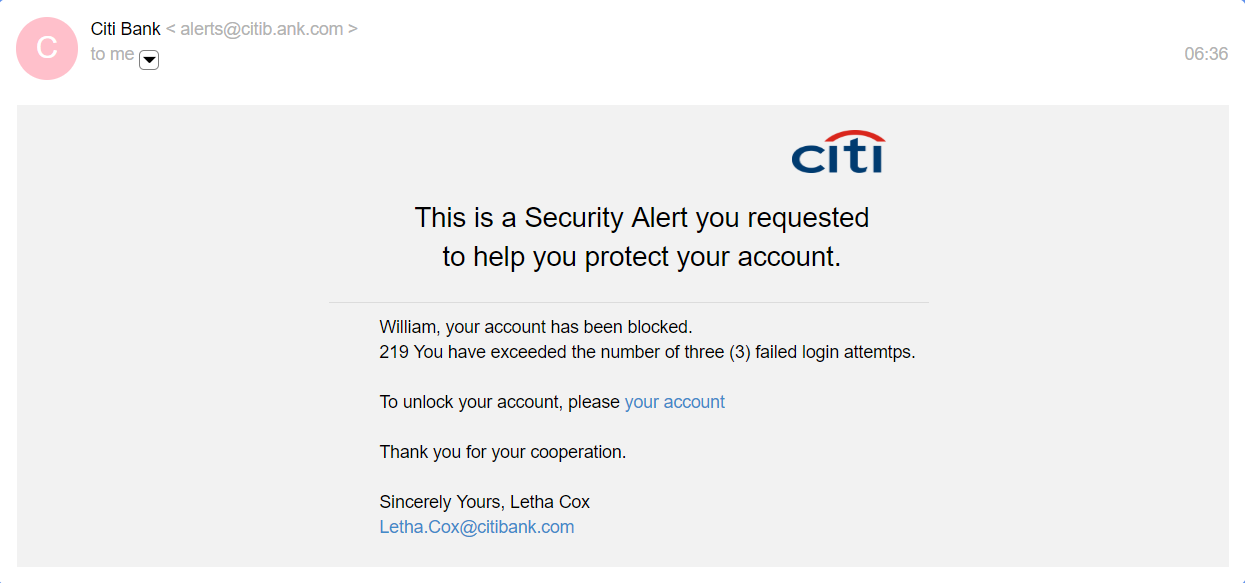 C
Citi Bank < alerts@citib.ank.com >
to me
06:36
citi
This is a Security Alert you requested
to help you protect your account.
William, your account has been blocked.
219 You have exceeded the number of three (3) failed login attemtps.
To unlock your account, please your account
Thank you for your cooperation.
Sincerely Yours, Letha Cox
Letha.Cox@citibank.com